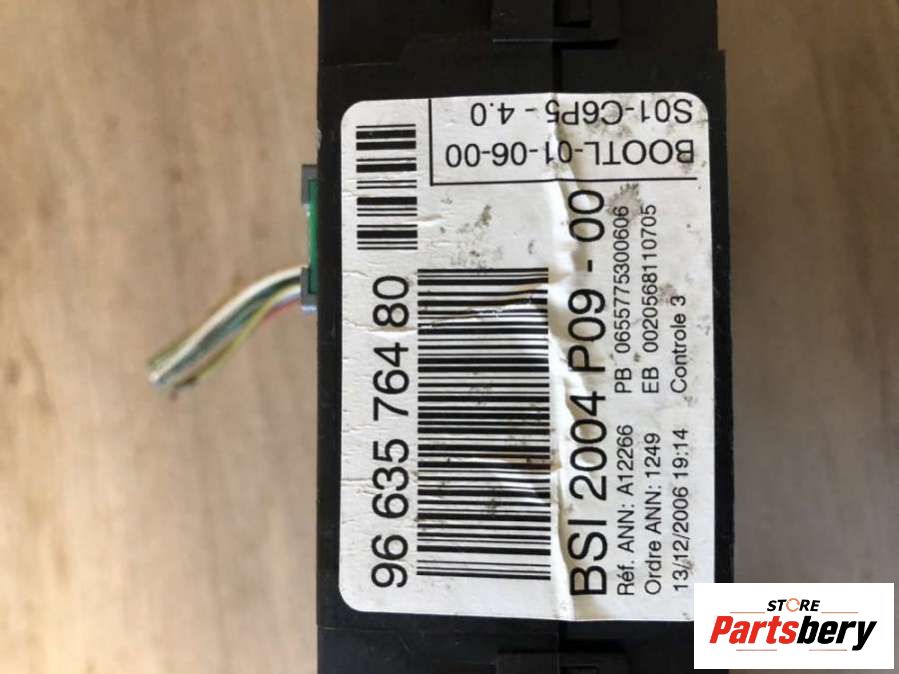 96 635 764 80
BSI 2004 P09 - 00
Réf. ANN: A12266 PB 0655775300606
Ordre ANN: 1249 EB 0020568110705
13/12/2006 19:14 Controle 3
BOOTL-01-06-00
S01-C6P5 - 4.0
STORE
Partsbery